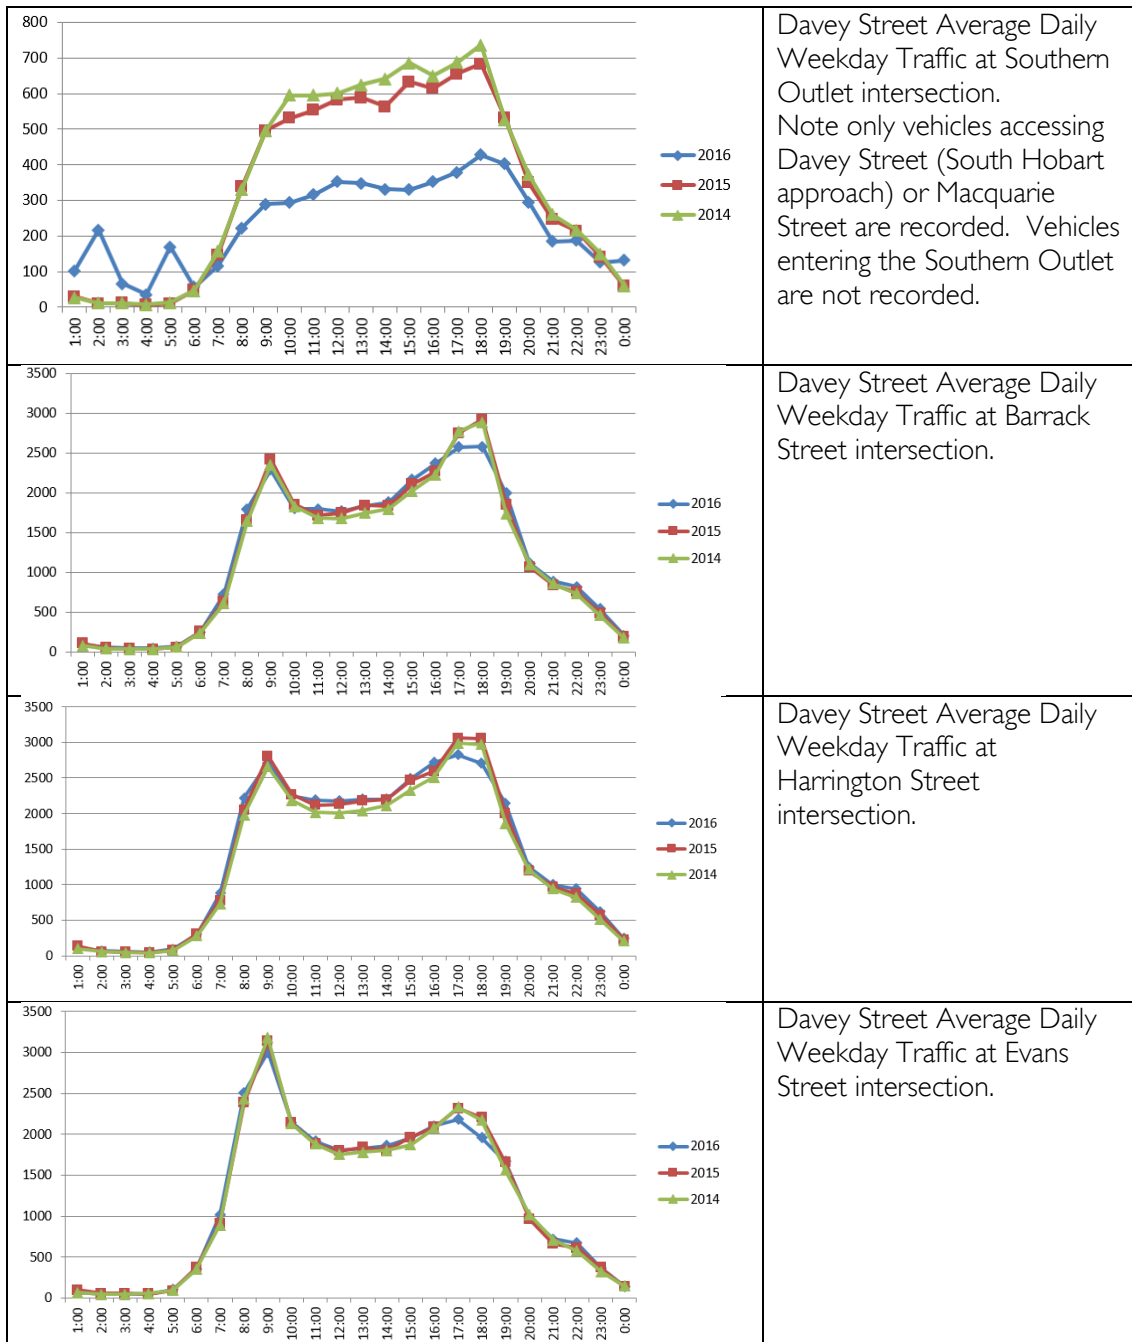 800
700
600
500
400
300
200
100
0
1:00 2:00 3:00 4:00 5:00 6:00 7:00 8:00 9:00 10:00 11:00 12:00 13:00 14:00 15:00 16:00 17:00 18:00 19:00 20:00 21:00 22:00 23:00 0:00
2016
2015
2014
Davey Street Average Daily
Weekday Traffic at Southern
Outlet intersection.
Note only vehicles accessing
Davey Street (South Hobart
approach) or Macquarie
Street are recorded. Vehicles
entering the Southern Outlet
are not recorded.
3500
3000
2500
2000
1500
1000
500
0
1:00 2:00 3:00 4:00 5:00 6:00 7:00 8:00 9:00 10:00 11:00 12:00 13:00 14:00 15:00 16:00 17:00 18:00 19:00 20:00 21:00 22:00 23:00 0:00
2016
2015
2014
Davey Street Average Daily
Weekday Traffic at Barrack
Street intersection.
3500
3000
2500
2000
1500
1000
500
0
1:00 2:00 3:00 4:00 5:00 6:00 7:00 8:00 9:00 10:00 11:00 12:00 13:00 14:00 15:00 16:00 17:00 18:00 19:00 20:00 21:00 22:00 23:00 0:00
2016
2015
2014
Davey Street Average Daily
Weekday Traffic at
Harrington Street
intersection.
3500
3000
2500
2000
1500
1000
500
0
1:00 2:00 3:00 4:00 5:00 6:00 7:00 8:00 9:00 10:00 11:00 12:00 13:00 14:00 15:00 16:00 17:00 18:00 19:00 20:00 21:00 22:00 23:00 0:00
2016
2015
2014
Davey Street Average Daily
Weekday Traffic at Evans
Street intersection.